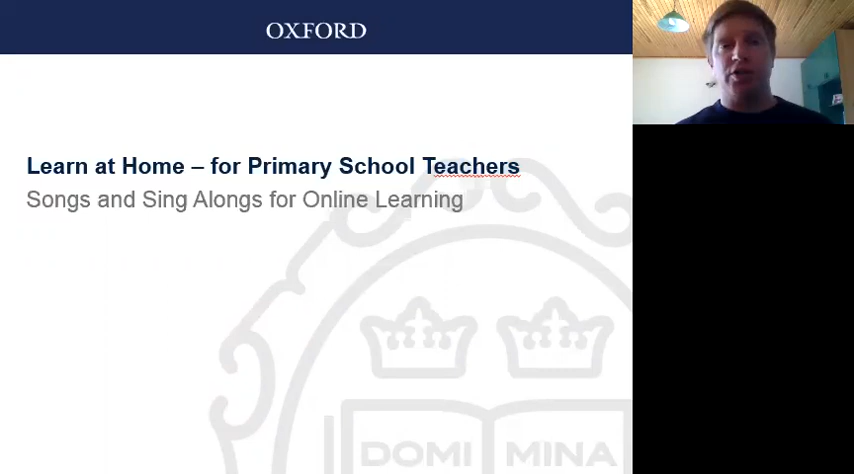 OXFORD
Learn at Home – for Primary School Teachers
Songs and Sing Alongs for Online Learning
DOMI MINA